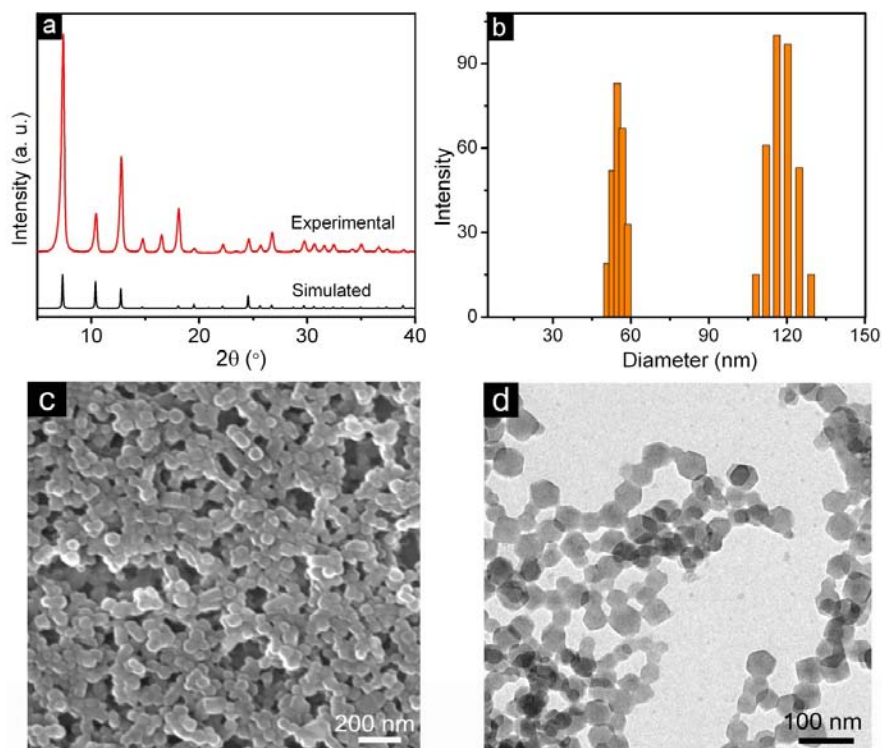 a
Intensity (a. u.)
Experimental
Simulated
10 20 30 40
2θ (°)
b
Intensity
90
60
30
0
30 60 90 120 150
Diameter (nm)
c
200 nm
d
100 nm